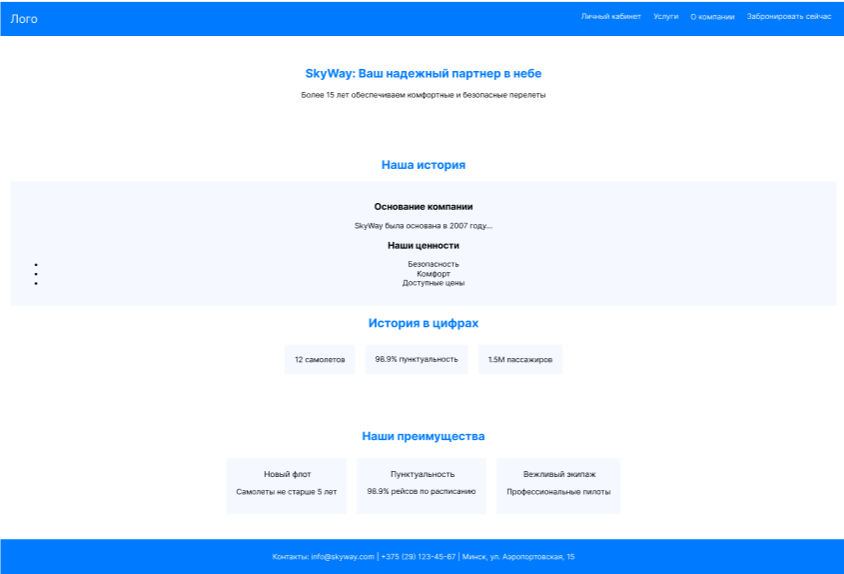 Лого
Личный кабинет Услуги О компании Забронировать сейчас
SkyWay: Ваш надежный партнер в небе
Более 15 лет обеспечиваем комфортные и безопасные перелеты
Наша история
Основание компании
SkyWay была основана в 2007 году...
Наши ценности
Безопасность
Комфорт
Доступные цены
История в цифрах
12 самолетов 98.9% пунктуальность 1.5М пассажиров
Наши преимущества
Новый флот Пунктуальность Вежливый экипаж
Самолеты не старше 5 лет 98.9% рейсов по расписанию Профессиональные пилоты
Контакты: info@skyway.com | +375 (29) 123-45-67 | Минск, ул. Аэропортовская, 15